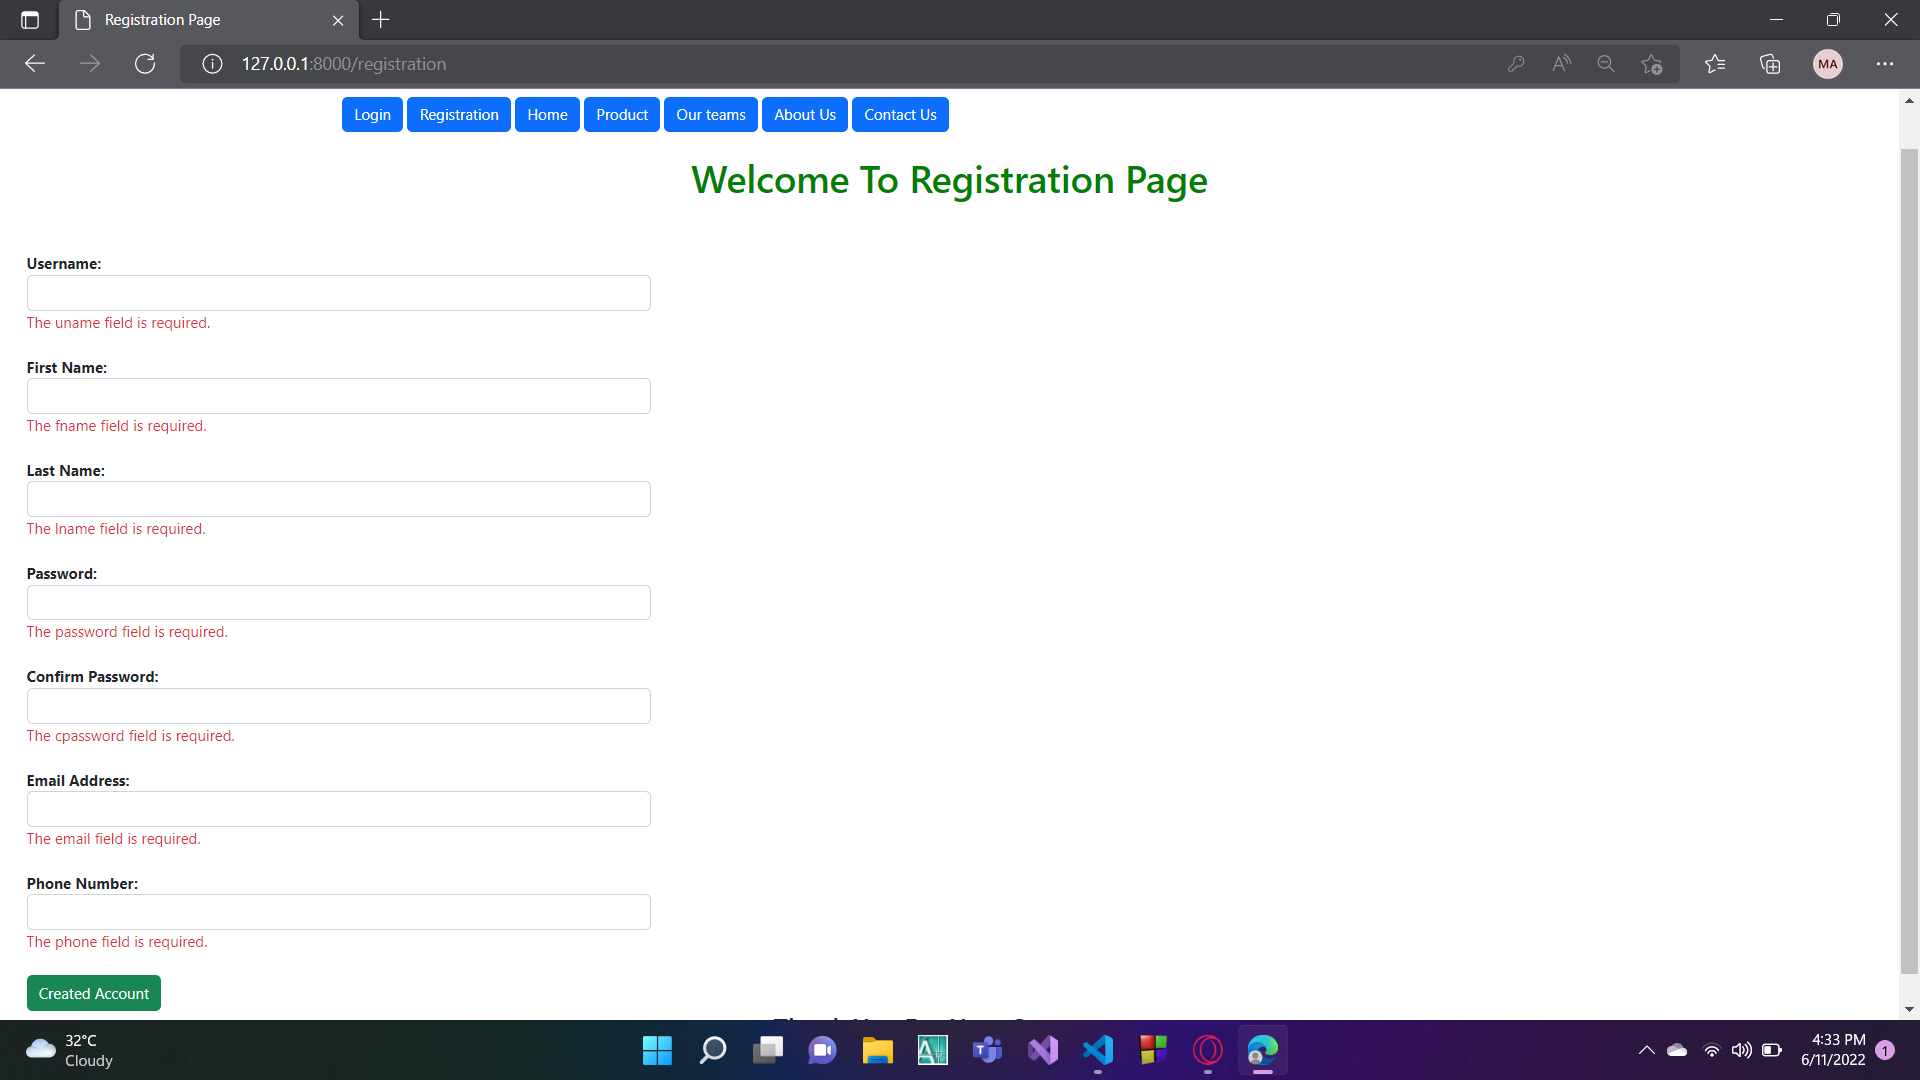 Registration Page
127.0.0.1:8000/registration
MA
Login Registration Home Product Our teams About Us Contact Us
Welcome To Registration Page
Username:
The uname field is required.
First Name:
The fname field is required.
Last Name:
The lname field is required.
Password:
The password field is required.
Confirm Password:
The cpassword field is required.
Email Address:
The email field is required.
Phone Number:
The phone field is required.
Created Account
32°C
Cloudy
4:33 PM
6/11/2022
1